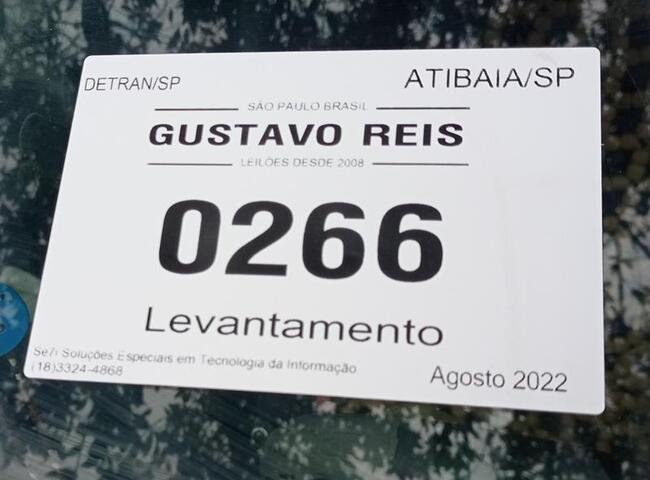 DETRAN/SP
ATIBAIA/SP
SÃO PAULO BRASIL
GUSTAVO REIS
LEILÕES DESDE 2008
0266
Levantamento
Se7i Soluções Especiais em Tecnologia da Informação
(18)3324-4868
Agosto 2022